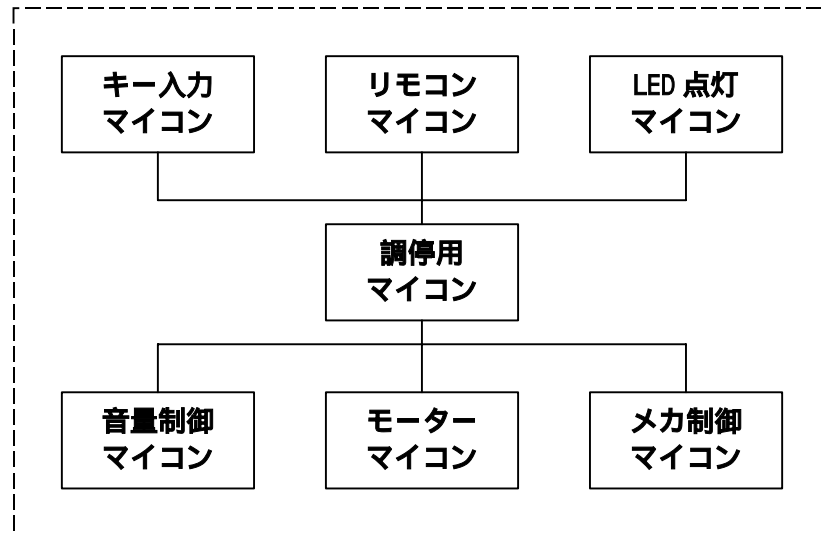 キー入力
マイコン
リモコン
マイコン
LED 点灯
マイコン
調停用
マイコン
音量制御
マイコン
モーター
マイコン
メカ制御
マイコン